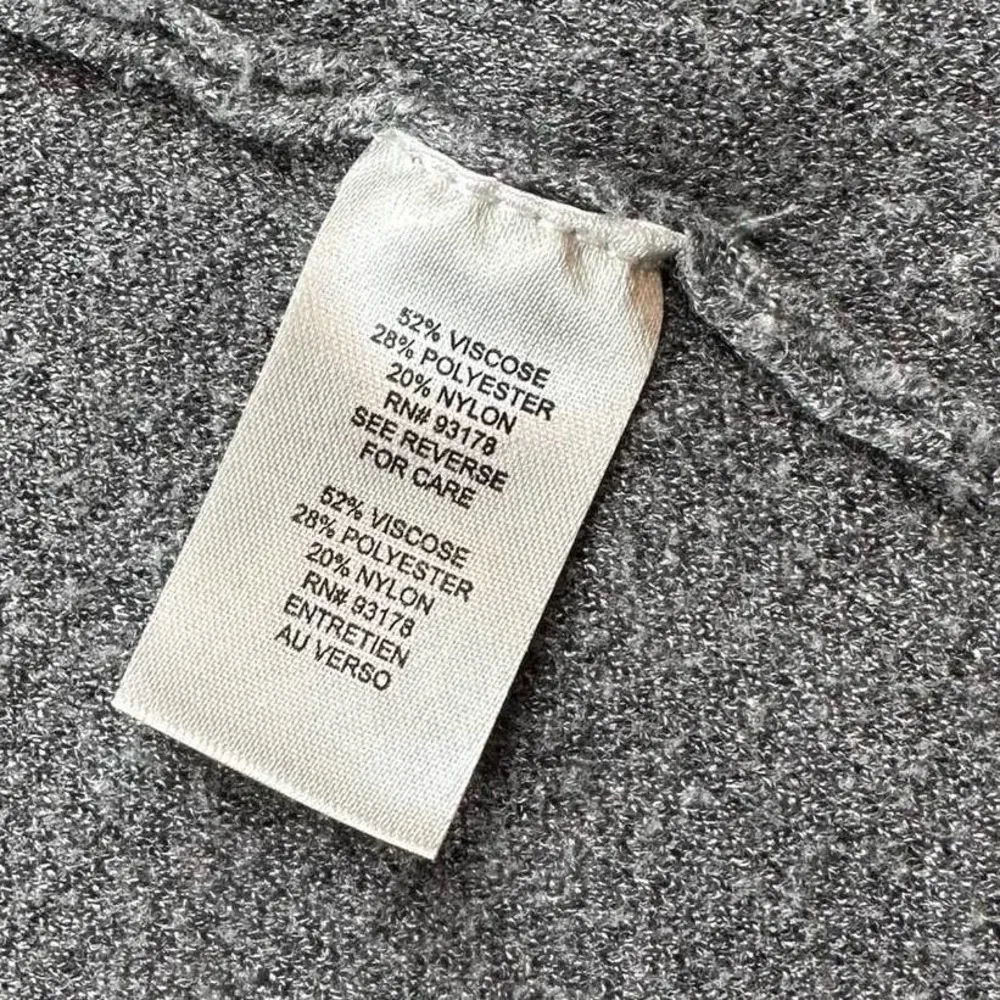 52% VISCOSE
28% POLYESTER
20% NYLON
RN# 93178
SEE REVERSE
FOR CARE
52% VISCOSE
28% POLYESTER
20% NYLON
RN# 93178
ENTRETIEN
AU VERSO